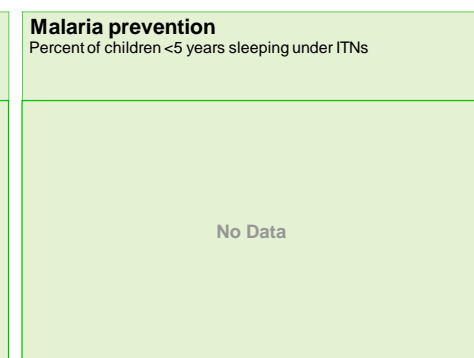 Malaria prevention
Percent of children <5 years sleeping under ITNs
No Data